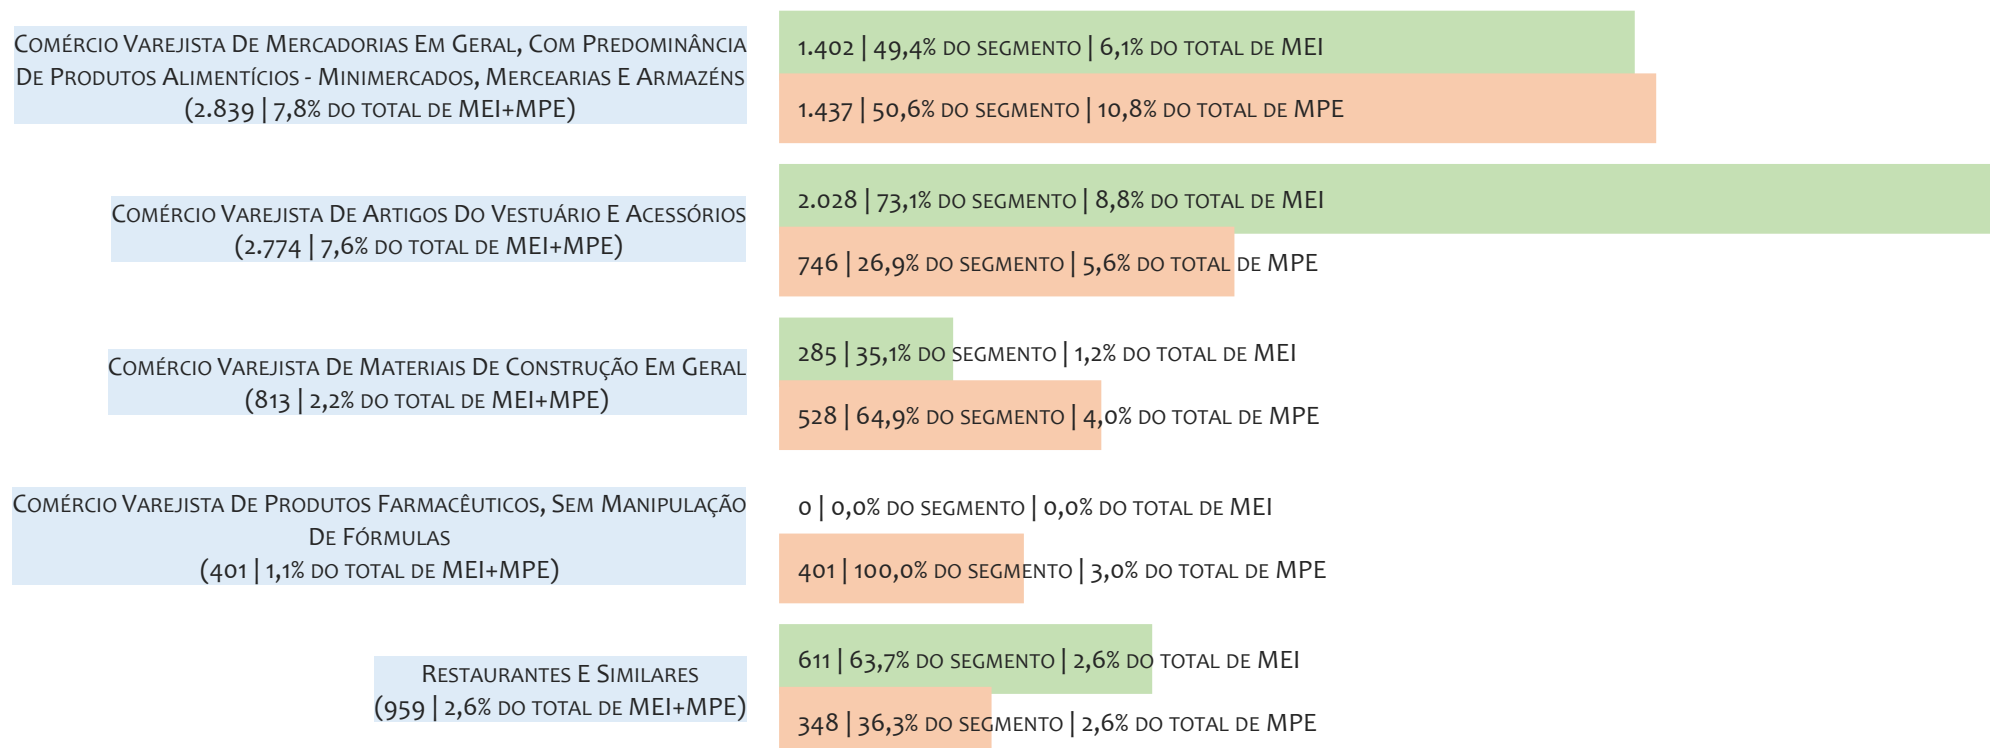 Comércio Varejista De Mercadorias Em Geral, Com Predominância
De Produtos Alimentícios - Minimercados, Mercearias E Armazéns
(2.839 | 7,8% do total de MEI+MPE)
1.402 | 49,4% do segmento | 6,1% do total de MEI
1.437 | 50,6% do segmento | 10,8% do total de MPE
Comércio Varejista De Artigos Do Vestuário E Acessórios
(2.774 | 7,6% do total de MEI+MPE)
2.028 | 73,1% do segmento | 8,8% do total de MEI
746 | 26,9% do segmento | 5,6% do total de MPE
Comércio Varejista De Materiais De Construção Em Geral
(813 | 2,2% do total de MEI+MPE)
285 | 35,1% do segmento | 1,2% do total de MEI
528 | 64,9% do segmento | 4,0% do total de MPE
Comércio Varejista De Produtos Farmacêuticos, Sem Manipulação
De Fórmulas
(401 | 1,1% do total de MEI+MPE)
0 | 0,0% do segmento | 0,0% do total de MEI
401 | 100,0% do segmento | 3,0% do total de MPE
Restaurantes E Similares
(959 | 2,6% do total de MEI+MPE)
611 | 63,7% do segmento | 2,6% do total de MEI
348 | 36,3% do segmento | 2,6% do total de MPE